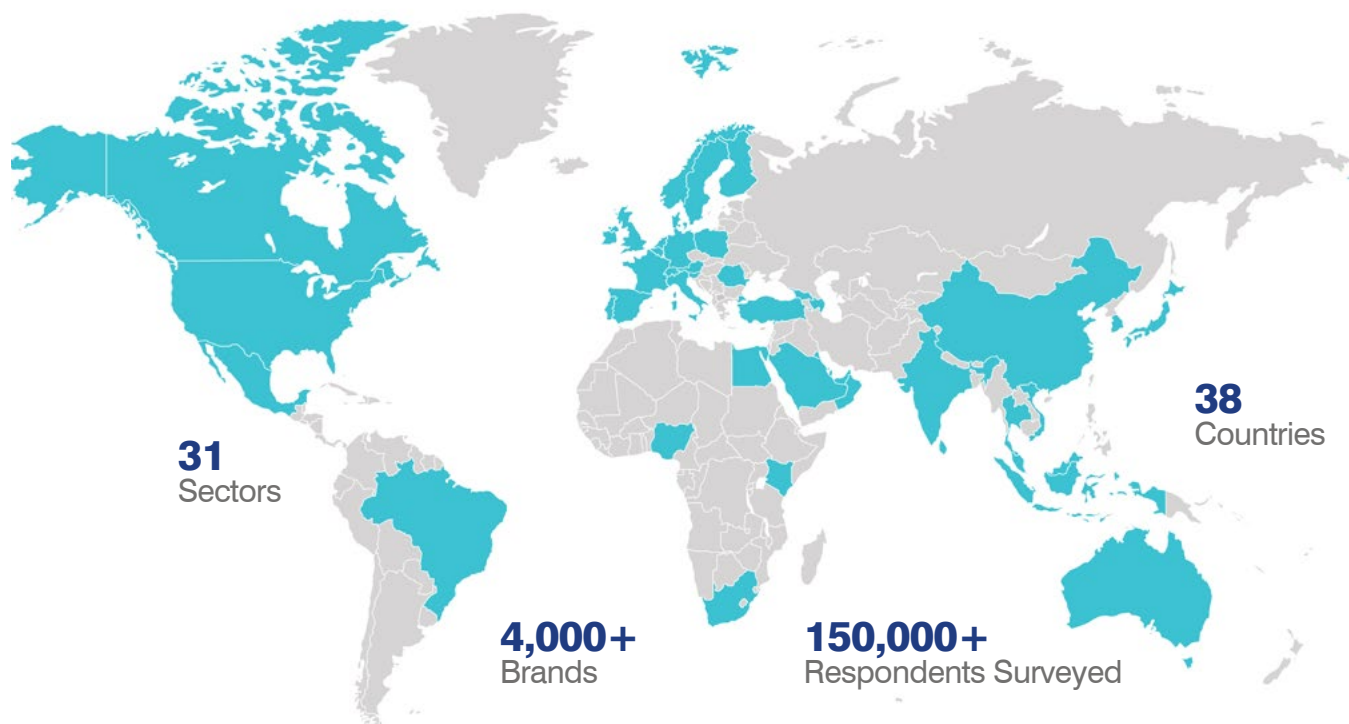 38
Countries
31
Sectors
4,000+
Brands
150,000+
Respondents Surveyed